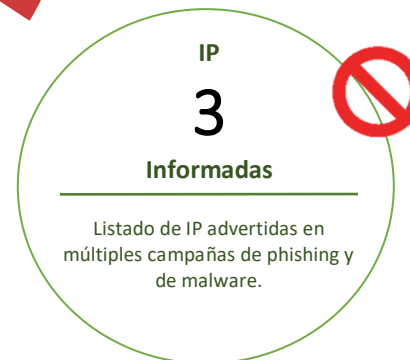 IP
3
Informadas
Listado de IP advertidas en
múltiples campañas de phishing y
de malware.